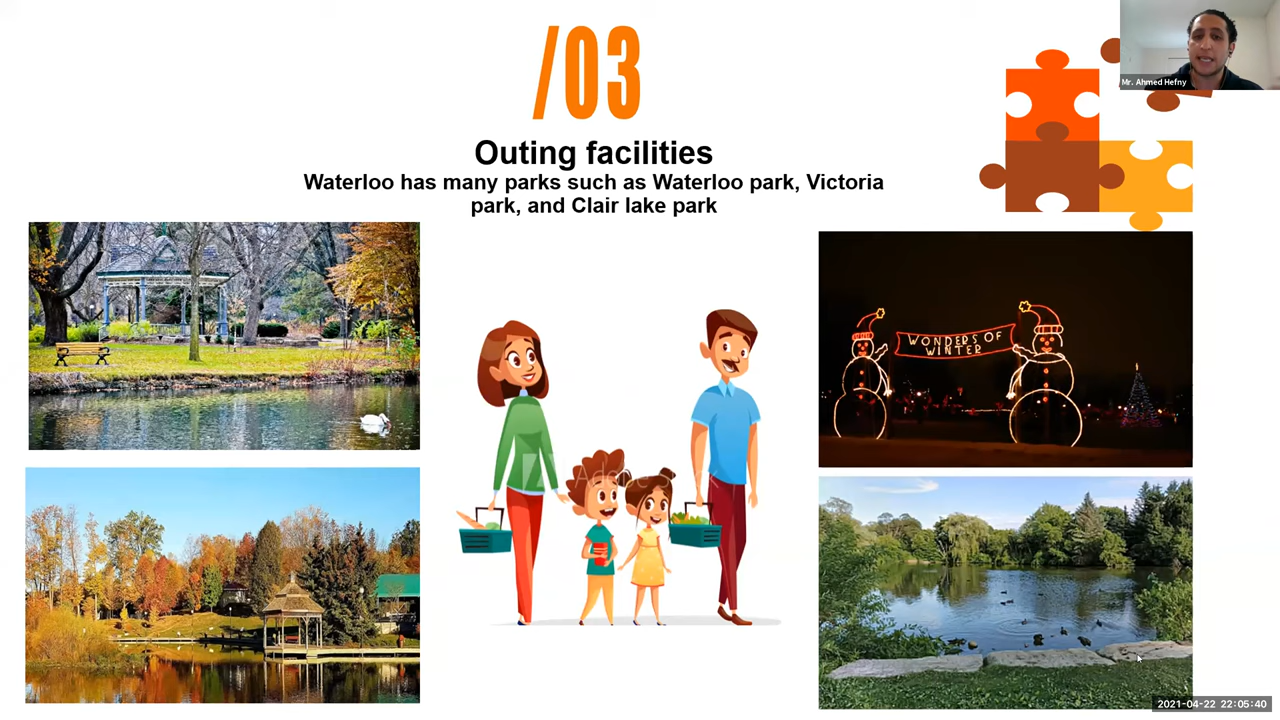 /03
Mr. Ahmed Hefny
Outing facilities
Waterloo has many parks such as Waterloo park, Victoria
park, and Clair lake park
WONDERS OF
WINTER
2021-04-22 22:05:40